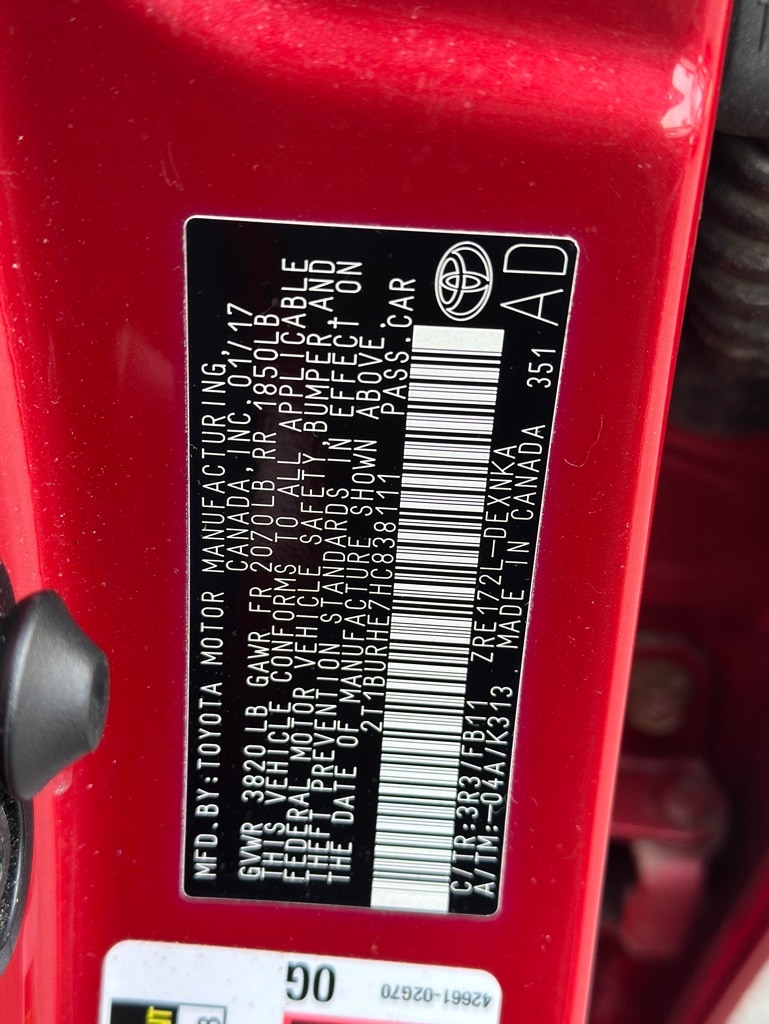 MFD.BY:TOYOTA MOTOR MANUFACTURING,
CANADA, INC. 01/17
GVWR 3820 LB GAWR FR 2070LB, RR 1850LB
THIS VEHICLE CONFORMS TO ALL APPLICABLE
FEDERAL MOTOR VEHICLE SAFETY, BUMPER, AND
THEFT PREVENTION STANDARDS IN EFFECT ON
THE DATE OF MANUFACTURE SHOWN ABOVE.
2T1BURHE7HC838111 PASS.CAR
C/TR:3R3/FB11 ZRE172L-DEXNKA
A/TM:-04A/K313 MADE IN CANADA 351
AD
0G
42661-02G70